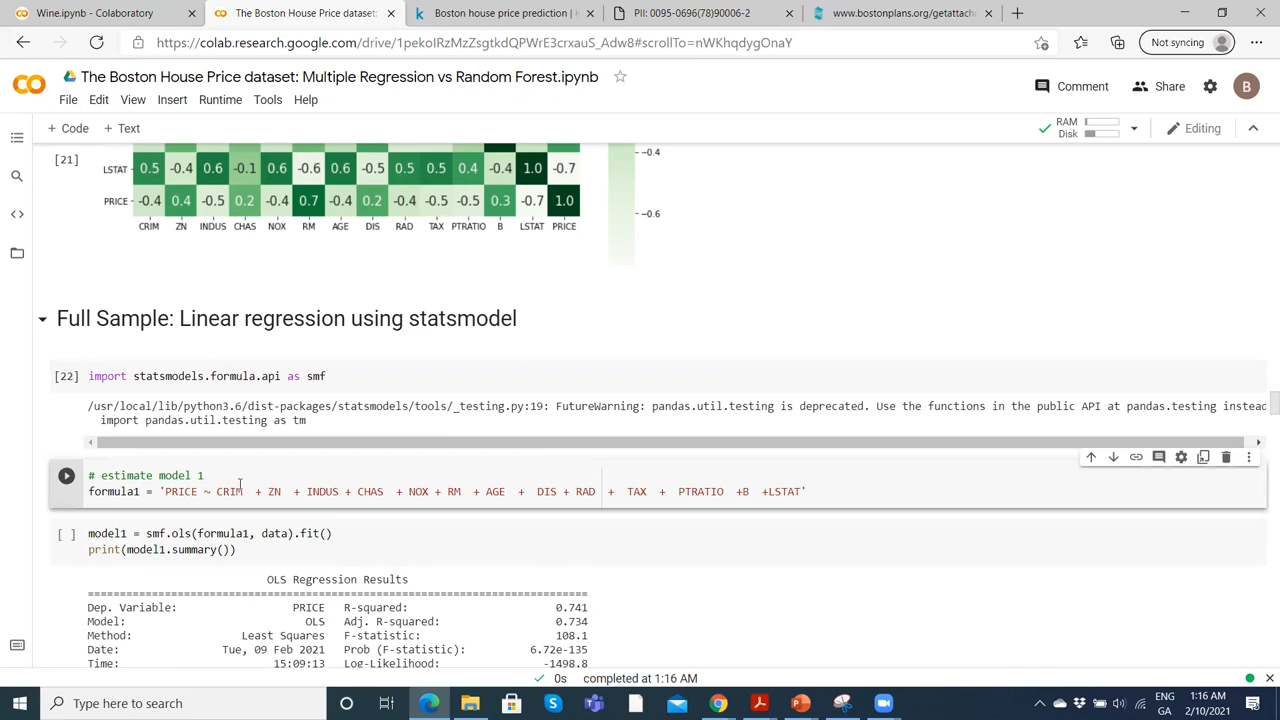 Wine.ipynb - Colaboratory
The Boston House Price dataset:
Boston house price prediction | k
PII: 0095-0696(78)90006-2
www.bostonplans.org/getattachm
https://colab.research.google.com/drive/1pekoIRzMzZsgtkdQPWrE3crxauS_Adw8#scrollTo=nWKhqdygOnaY
Not syncing
The Boston House Price dataset: Multiple Regression vs Random Forest.ipynb
Comment
Share
B
File Edit View Insert Runtime Tools Help
+ Code + Text
RAM
Disk
Editing
[21]
-0.4
LSTAT 0.5 -0.4 0.6 -0.1 0.6 -0.6 0.6 -0.5 0.5 0.5 0.4 -0.4 1.0 -0.7
PRICE -0.4 0.4 -0.5 0.2 -0.4 0.7 -0.4 0.2 -0.4 -0.5 -0.5 0.3 -0.7 1.0
-0.6
CRIM ZN INDUS CHAS NOX RM AGE DIS RAD TAX PTRATIO B LSTAT PRICE
Full Sample: Linear regression using statsmodel
[22] import statsmodels.formula.api as smf
/usr/local/lib/python3.6/dist-packages/statsmodels/tools/_testing.py:19: FutureWarning: pandas.util.testing is deprecated. Use the functions in the public API at pandas.testing instead
import pandas.util.testing as tm
# estimate model 1
formula1 = 'PRICE ~ CRIM + ZN + INDUS + CHAS + NOX + RM + AGE + DIS + RAD + TAX + PTRATIO +B +LSTAT'
[ ] model1 = smf.ols(formula1, data).fit()
print(model1.summary())
OLS Regression Results
==============================================================================
Dep. Variable: PRICE R-squared: 0.741
Model: OLS Adj. R-squared: 0.734
Method: Least Squares F-statistic: 108.1
Date: Tue, 09 Feb 2021 Prob (F-statistic): 6.72e-135
Time: 15:09:13 Log-Likelihood: -1498.8
0s completed at 1:16 AM
Type here to search
ENG
GA
1:16 AM
2/10/2021